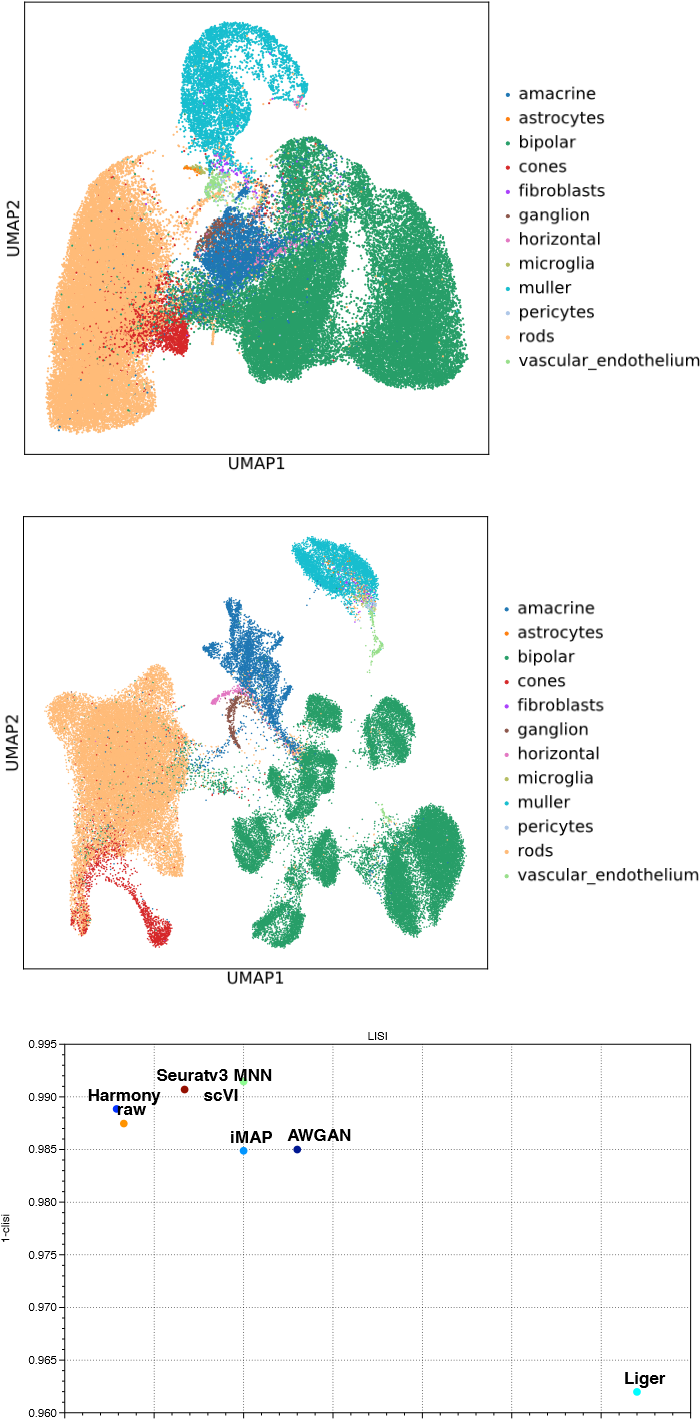 amacrine
astrocytes
bipolar
cones
fibroblasts
ganglion
horizontal
microglia
muller
pericytes
rods
vascular_endothelium
UMAP2
UMAP1
amacrine
astrocytes
bipolar
cones
fibroblasts
ganglion
horizontal
microglia
muller
pericytes
rods
vascular_endothelium
UMAP2
UMAP1
LISI
0.995
0.990
0.985
0.980
0.975
0.970
0.965
0.960
1-clisi
Seuratv3 MNN
Harmony
scVI
raw
iMAP
AWGAN
Liger